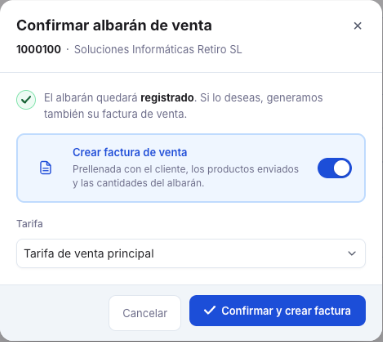 Confirmar albarán de venta
1000100 · Soluciones Informáticas Retiro SL
El albarán quedará registrado. Si lo deseas, generamos
también su factura de venta.
Crear factura de venta
Prellenada con el cliente, los productos enviados
y las cantidades del albarán.
Tarifa
Tarifa de venta principal
Cancelar
Confirmar y crear factura